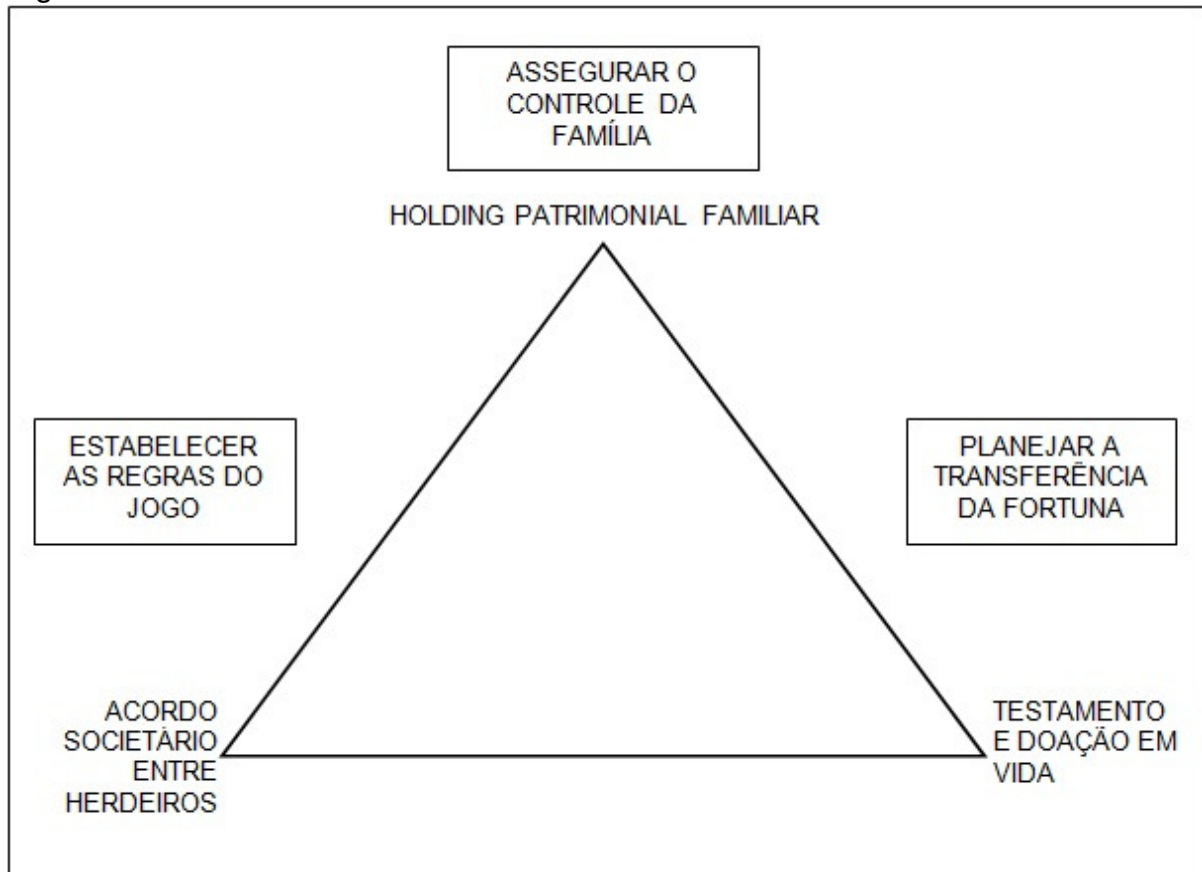 ASSEGURAR O
CONTROLE DA
FAMÍLIA
HOLDING PATRIMONIAL FAMILIAR
ESTABELECER
AS REGRAS DO
JOGO
PLANEJAR A
TRANSFERÊNCIA
DA FORTUNA
ACORDO
SOCIETÁRIO
ENTRE
HERDEIROS
TESTAMENTO
E DOAÇÃO EM
VIDA